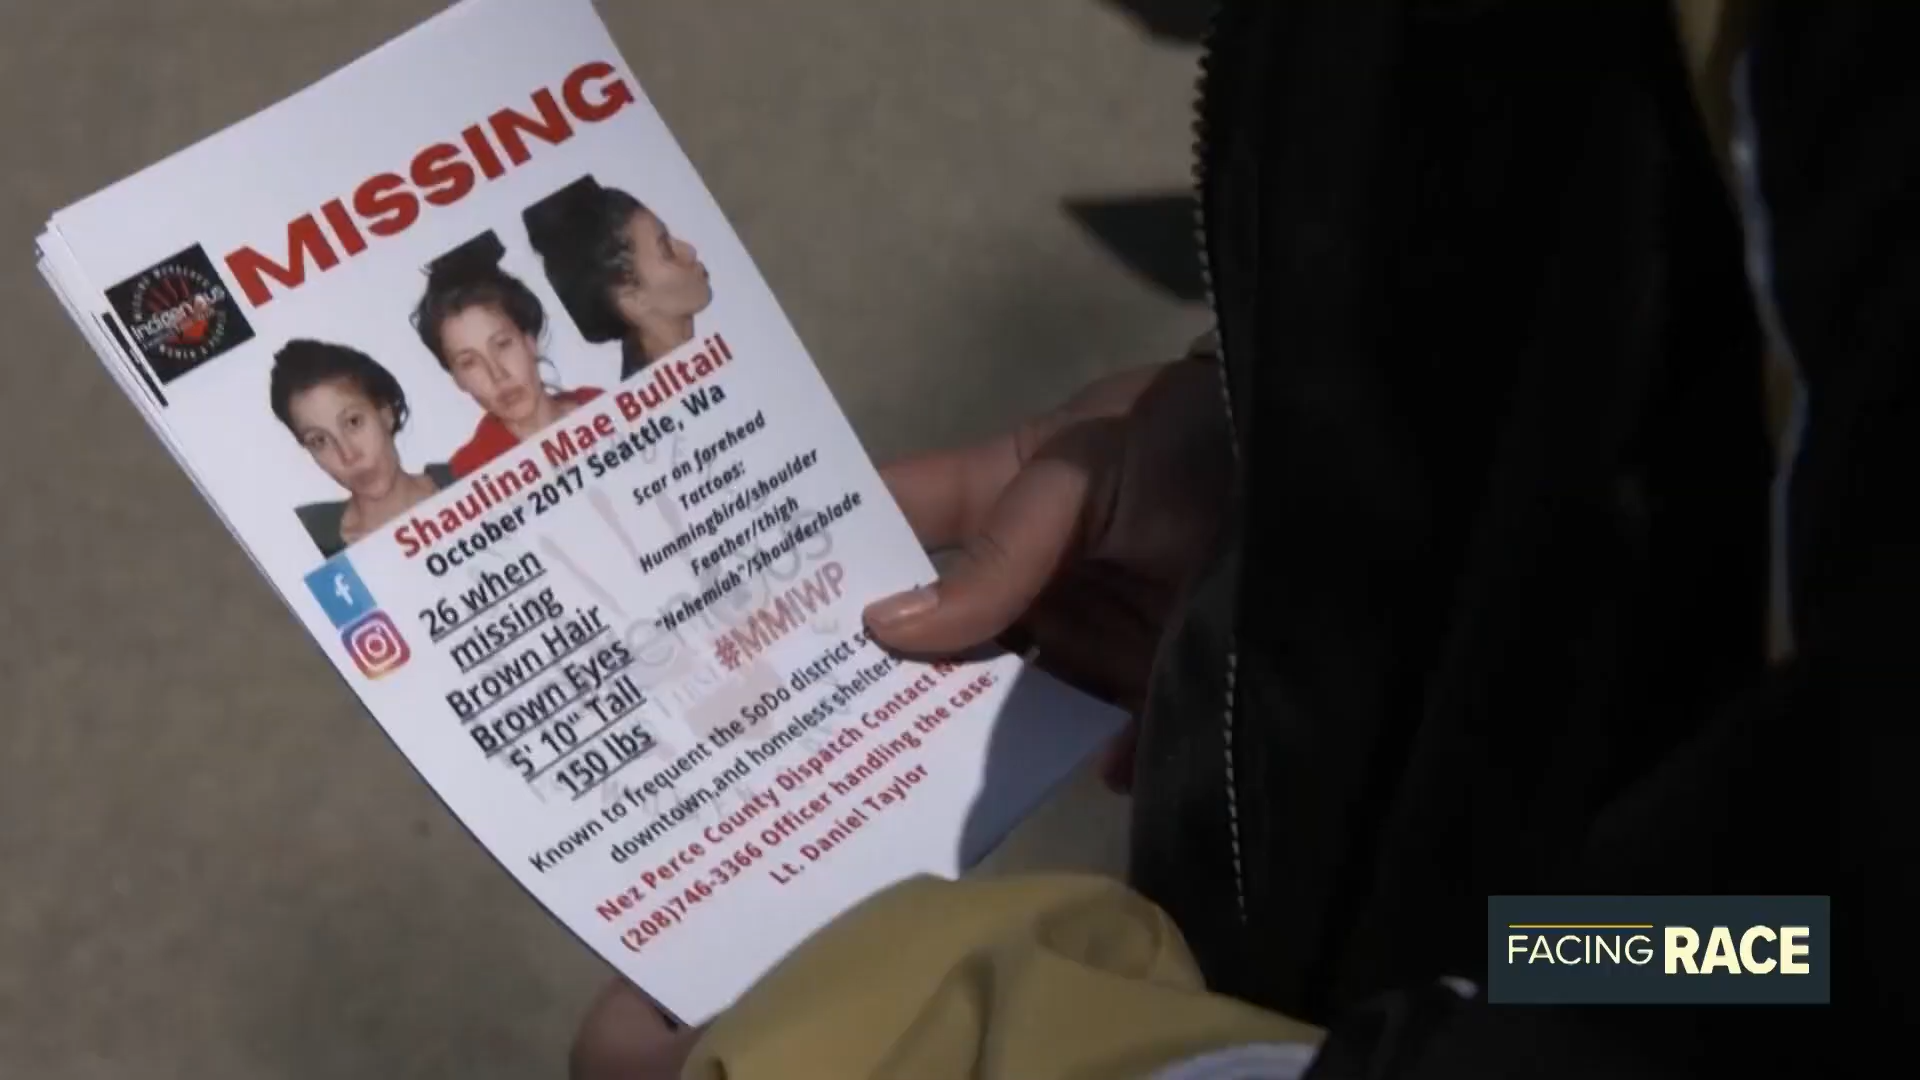 MISSING
indigenous
Shaulina Mae Bulltail
October 2017 Seattle, Wa
26 when
missing
Brown Hair
Brown Eyes
5' 10" Tall
150 lbs
Scar on forehead
Tattoos:
Hummingbird/shoulder
Feather/thigh
"Nehemiah"/Shoulderblade
#MMIWP
Known to frequent the SoDo district
downtown,and homeless shelters
Nez Perce County Dispatch Contact
(208)746-3366 Officer handling the case:
Lt. Daniel Taylor
FACING RACE